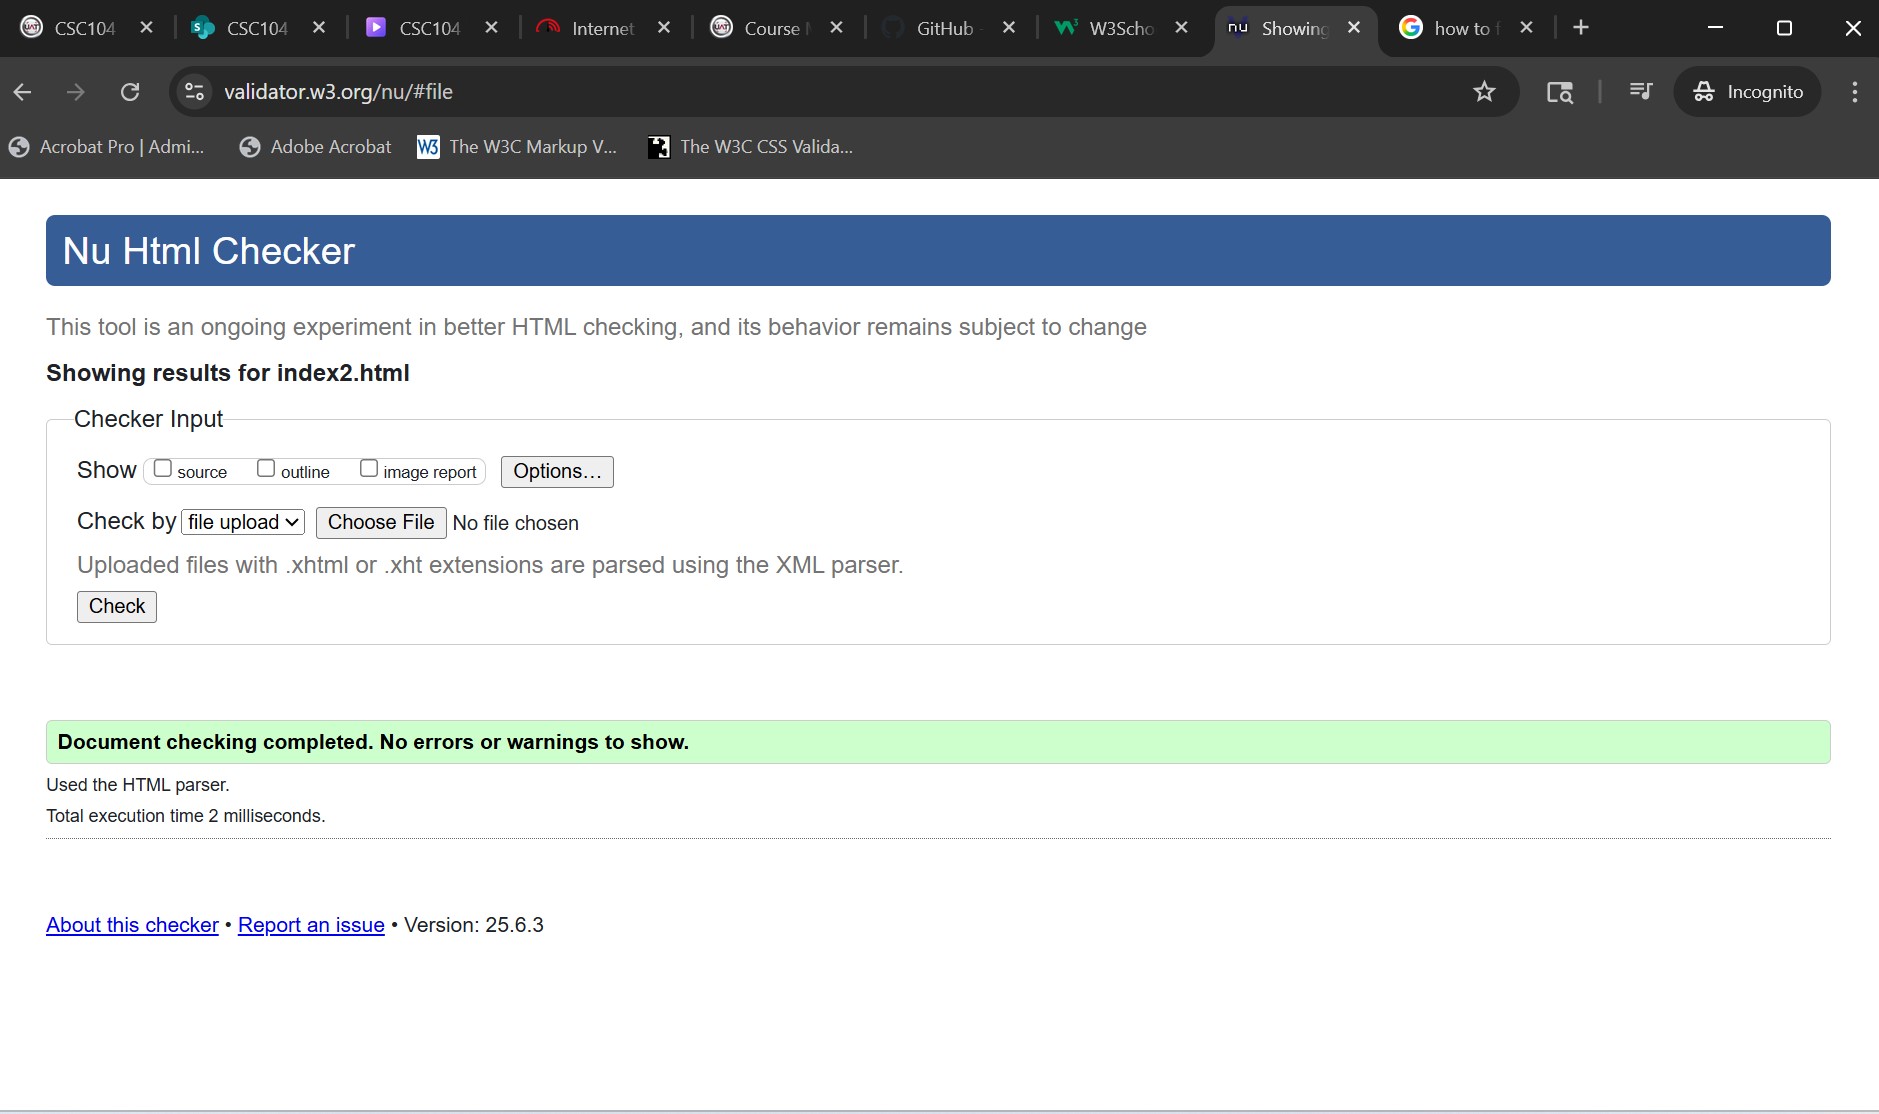 CSC104
CSC104
CSC104
Internet
Course
GitHub
W3Scho
nu Showing
how to f
validator.w3.org/nu/#file
Incognito
Acrobat Pro | Admi...
Adobe Acrobat
W3 The W3C Markup V...
The W3C CSS Valida...
Nu Html Checker
This tool is an ongoing experiment in better HTML checking, and its behavior remains subject to change
Showing results for index2.html
Checker Input
Show source outline image report Options...
Check by file upload Choose File No file chosen
Uploaded files with .xhtml or .xht extensions are parsed using the XML parser.
Check
Document checking completed. No errors or warnings to show.
Used the HTML parser.
Total execution time 2 milliseconds.
About this checker • Report an issue • Version: 25.6.3